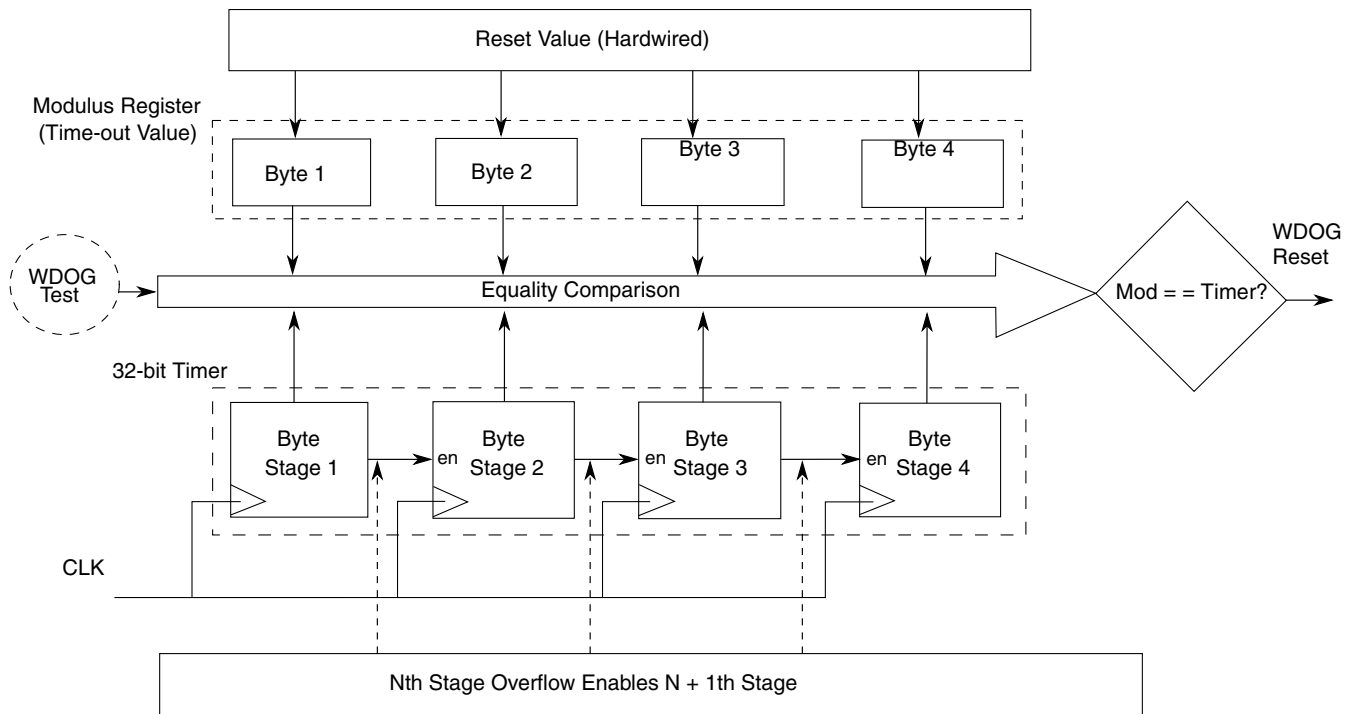 Reset Value (Hardwired)
Modulus Register
(Time-out Value)
Byte 1
Byte 2
Byte 3
Byte 4
WDOG
Test
Equality Comparison
Mod = = Timer?
WDOG
Reset
32-bit Timer
Byte
Stage 1
en
Byte
Stage 2
en
Byte
Stage 3
en
Byte
Stage 4
CLK
Nth Stage Overflow Enables N + 1th Stage